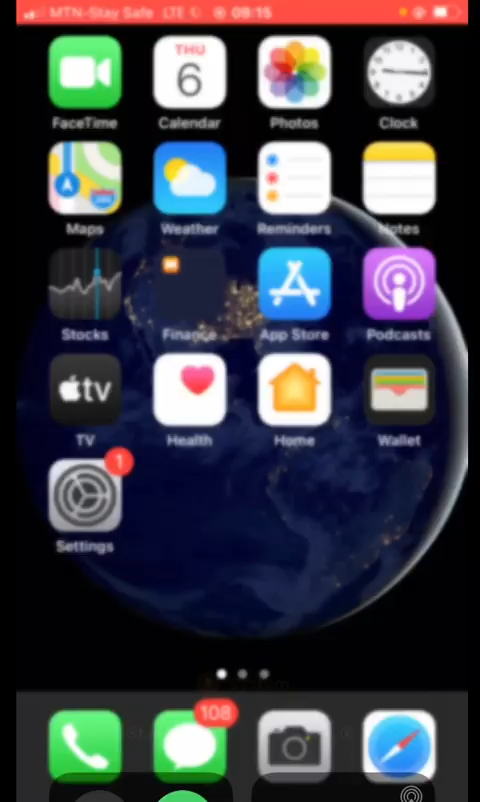 MTN-Stay Safe LTE 09:15
THU
6
FaceTime Calendar Photos Clock
Maps Weather Reminders Notes
Stocks Finance App Store Podcasts
tv
TV Health Home Wallet
1
Settings
108